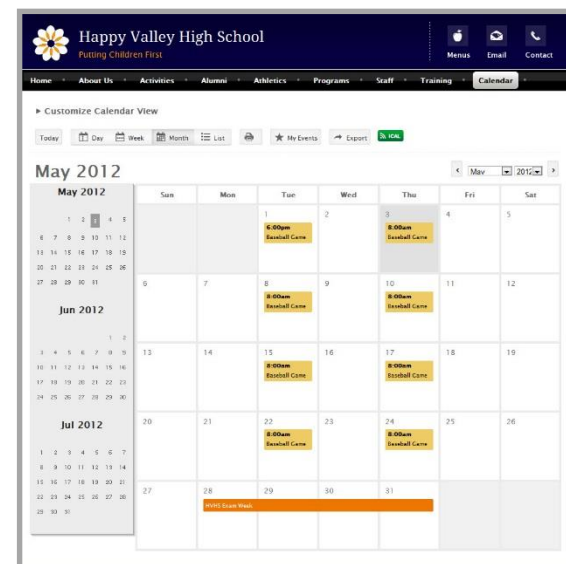 Happy Valley High School
Putting Children First
Menus Email Contact
Home About Us Activities Alumni Athletics Programs Staff Training Calendar
Customize Calendar View
Today Day Week Month List My Events Export ICAL
May 2012
May 2012
May 2012
1 2 3 4 5
6 7 8 9 10 11 12
13 14 15 16 17 18 19
20 21 22 23 24 25 26
27 28 29 30 31
Jun 2012
1 2
3 4 5 6 7 8 9
10 11 12 13 14 15 16
17 18 19 20 21 22 23
24 25 26 27 28 29 30
Jul 2012
1 2 3 4 5 6 7
8 9 10 11 12 13 14
15 16 17 18 19 20 21
22 23 24 25 26 27 28
29 30 31
Sun Mon Tue Wed Thu Fri Sat
1 2 3 4 5
6:00pm 8:00am
Baseball Game Baseball Game
6 7 8 9 10 11 12
8:00am 8:00am
Baseball Game Baseball Game
13 14 15 16 17 18 19
8:00am 8:00am
Baseball Game Baseball Game
20 21 22 23 24 25 26
8:00am 8:00am
Baseball Game Baseball Game
27 28 29 30 31
HVHS Exam Week